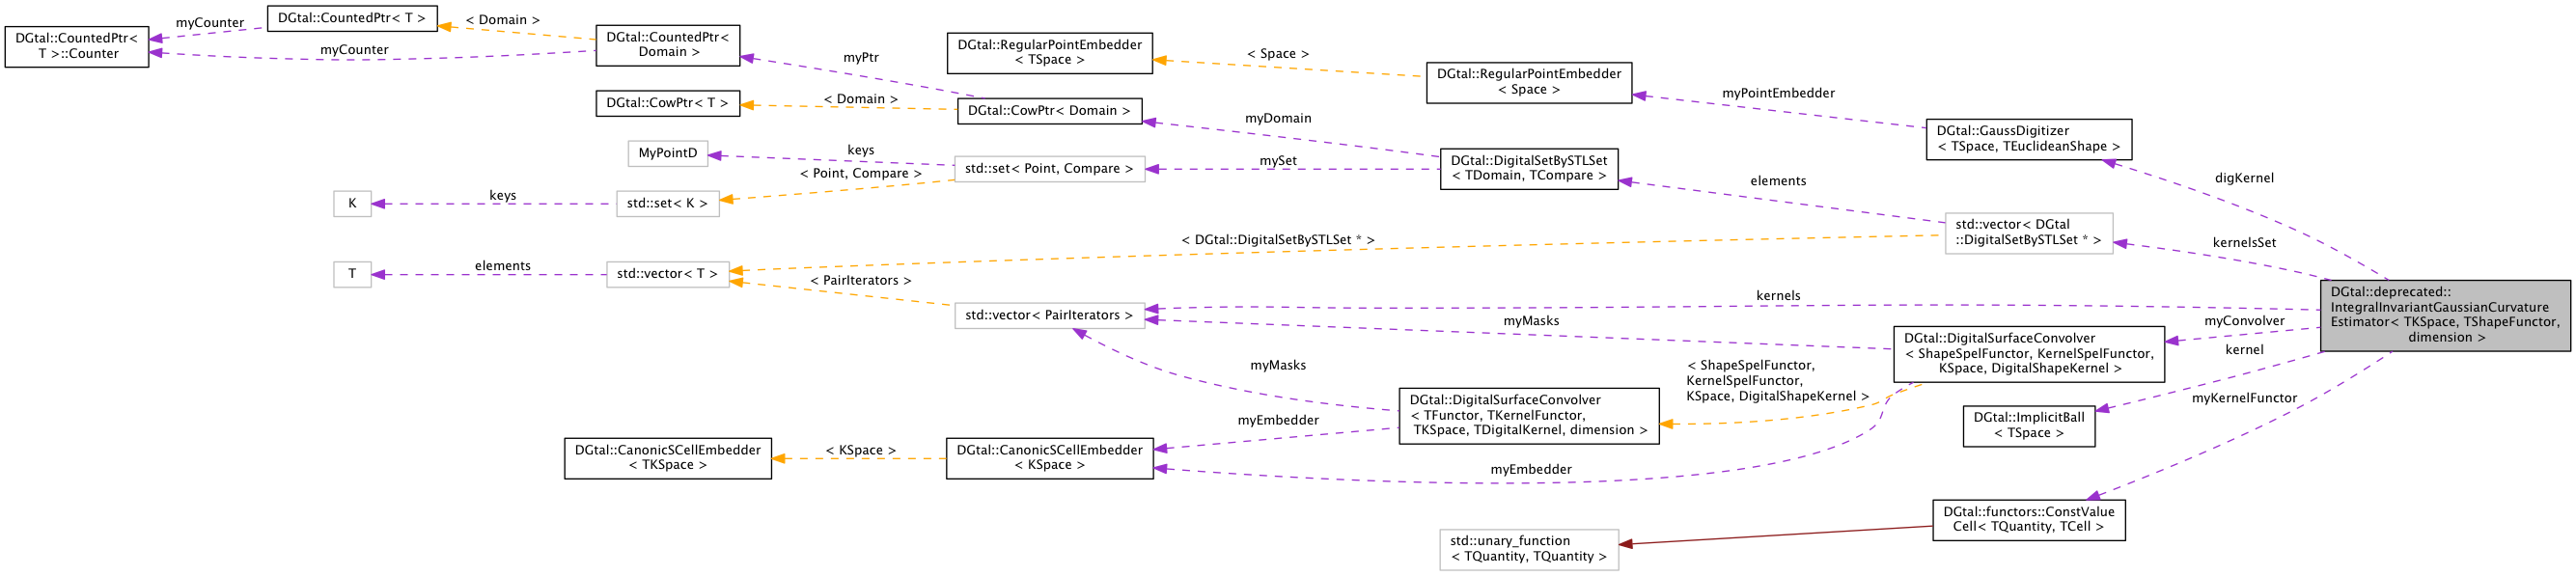 DGtal::CountedPtr<
T >::Counter
myCounter
DGtal::CountedPtr< T >
myCounter
< Domain >
DGtal::CountedPtr<
Domain >
DGtal::CowPtr< T >
myPtr
< Domain >
DGtal::CowPtr< Domain >
DGtal::RegularPointEmbedder
< TSpace >
< Space >
DGtal::RegularPointEmbedder
< Space >
myPointEmbedder
DGtal::GaussDigitizer
< TSpace, TEuclideanShape >
digKernel
myDomain
MyPointD
keys
std::set< Point, Compare >
mySet
DGtal::DigitalSetBySTLSet
< TDomain, TCompare >
elements
K
keys
std::set< K >
< Point, Compare >
std::vector< DGtal
::DigitalSetBySTLSet * >
kernelsSet
< DGtal::DigitalSetBySTLSet * >
T
elements
std::vector< T >
< PairIterators >
std::vector< PairIterators >
kernels
myMasks
DGtal::deprecated::
IntegralInvariantGaussianCurvature
Estimator< TKSpace, TShapeFunctor,
dimension >
myConvolver
DGtal::DigitalSurfaceConvolver
< ShapeSpelFunctor, KernelSpelFunctor,
KSpace, DigitalShapeKernel >
kernel
myMasks
< ShapeSpelFunctor,
KernelSpelFunctor,
KSpace, DigitalShapeKernel >
DGtal::DigitalSurfaceConvolver
< TFunctor, TKernelFunctor,
TKSpace, TDigitalKernel, dimension >
myKernelFunctor
DGtal::ImplicitBall
< TSpace >
myEmbedder
DGtal::CanonicSCellEmbedder
< TKSpace >
< KSpace >
DGtal::CanonicSCellEmbedder
< KSpace >
myEmbedder
DGtal::functors::ConstValue
Cell< TQuantity, TCell >
std::unary_function
< TQuantity, TQuantity >